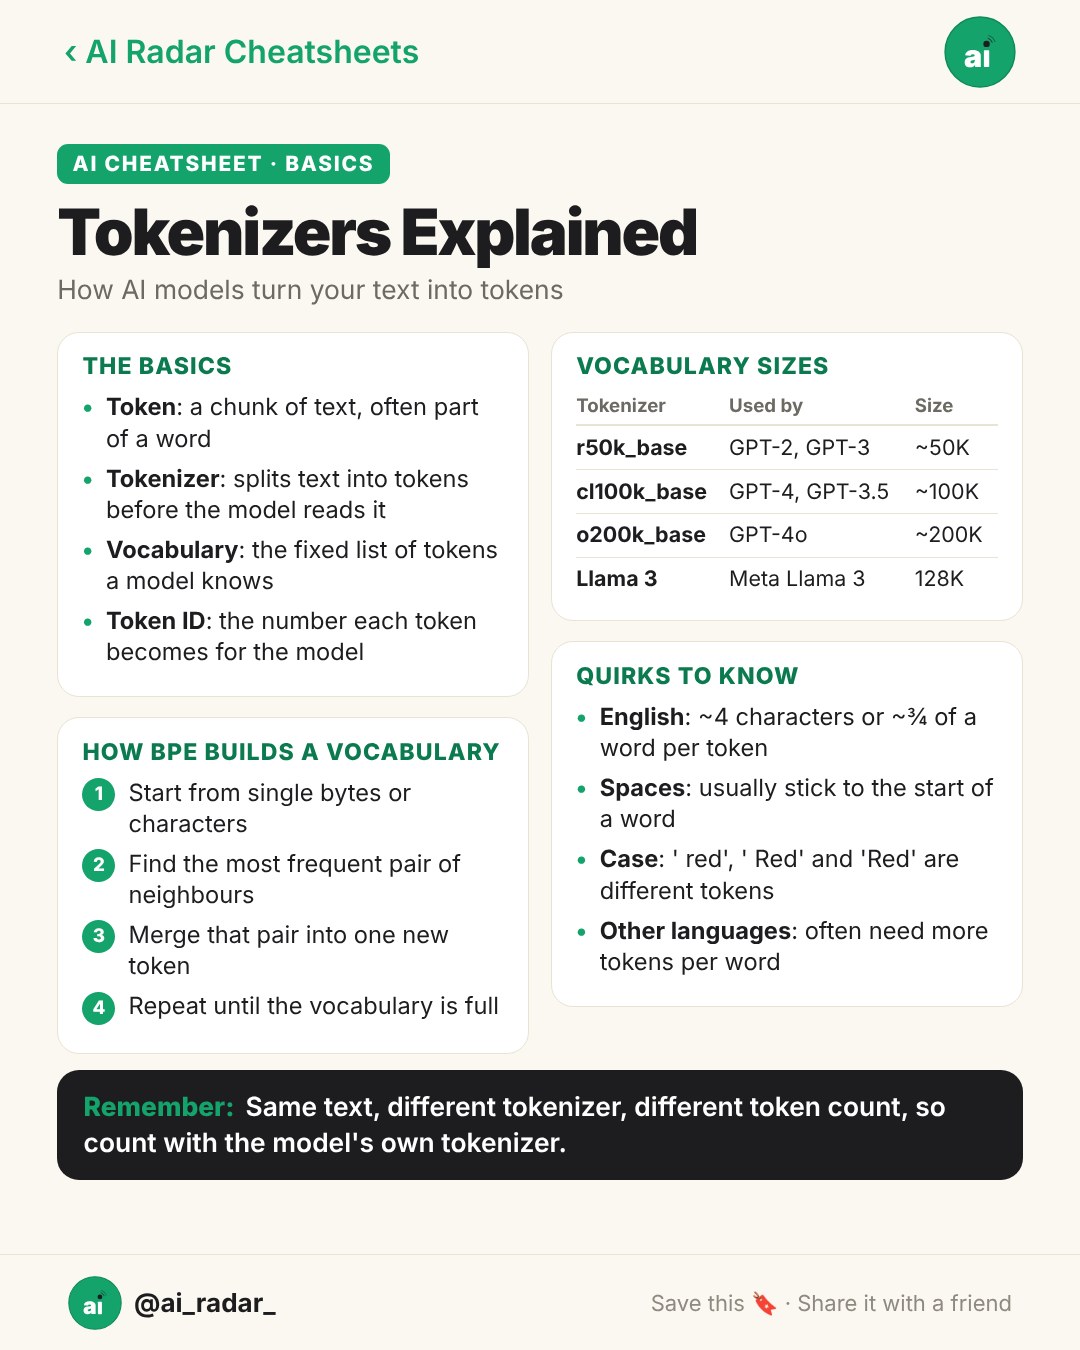 ‹ AI Radar Cheatsheets
ai
AI CHEATSHEET · BASICS
Tokenizers Explained
How AI models turn your text into tokens
THE BASICS
• Token: a chunk of text, often part
of a word
• Tokenizer: splits text into tokens
before the model reads it
• Vocabulary: the fixed list of tokens
a model knows
• Token ID: the number each token
becomes for the model
HOW BPE BUILDS A VOCABULARY
1 Start from single bytes or
characters
2 Find the most frequent pair of
neighbours
3 Merge that pair into one new
token
4 Repeat until the vocabulary is full
VOCABULARY SIZES
Tokenizer Used by Size
r50k_base GPT-2, GPT-3 ~50K
cl100k_base GPT-4, GPT-3.5 ~100K
o200k_base GPT-4o ~200K
Llama 3 Meta Llama 3 128K
QUIRKS TO KNOW
• English: ~4 characters or ~¾ of a
word per token
• Spaces: usually stick to the start of
a word
• Case: ' red', ' Red' and 'Red' are
different tokens
• Other languages: often need more
tokens per word
Remember: Same text, different tokenizer, different token count, so
count with the model's own tokenizer.
ai @ai_radar_
Save this 🔖 · Share it with a friend